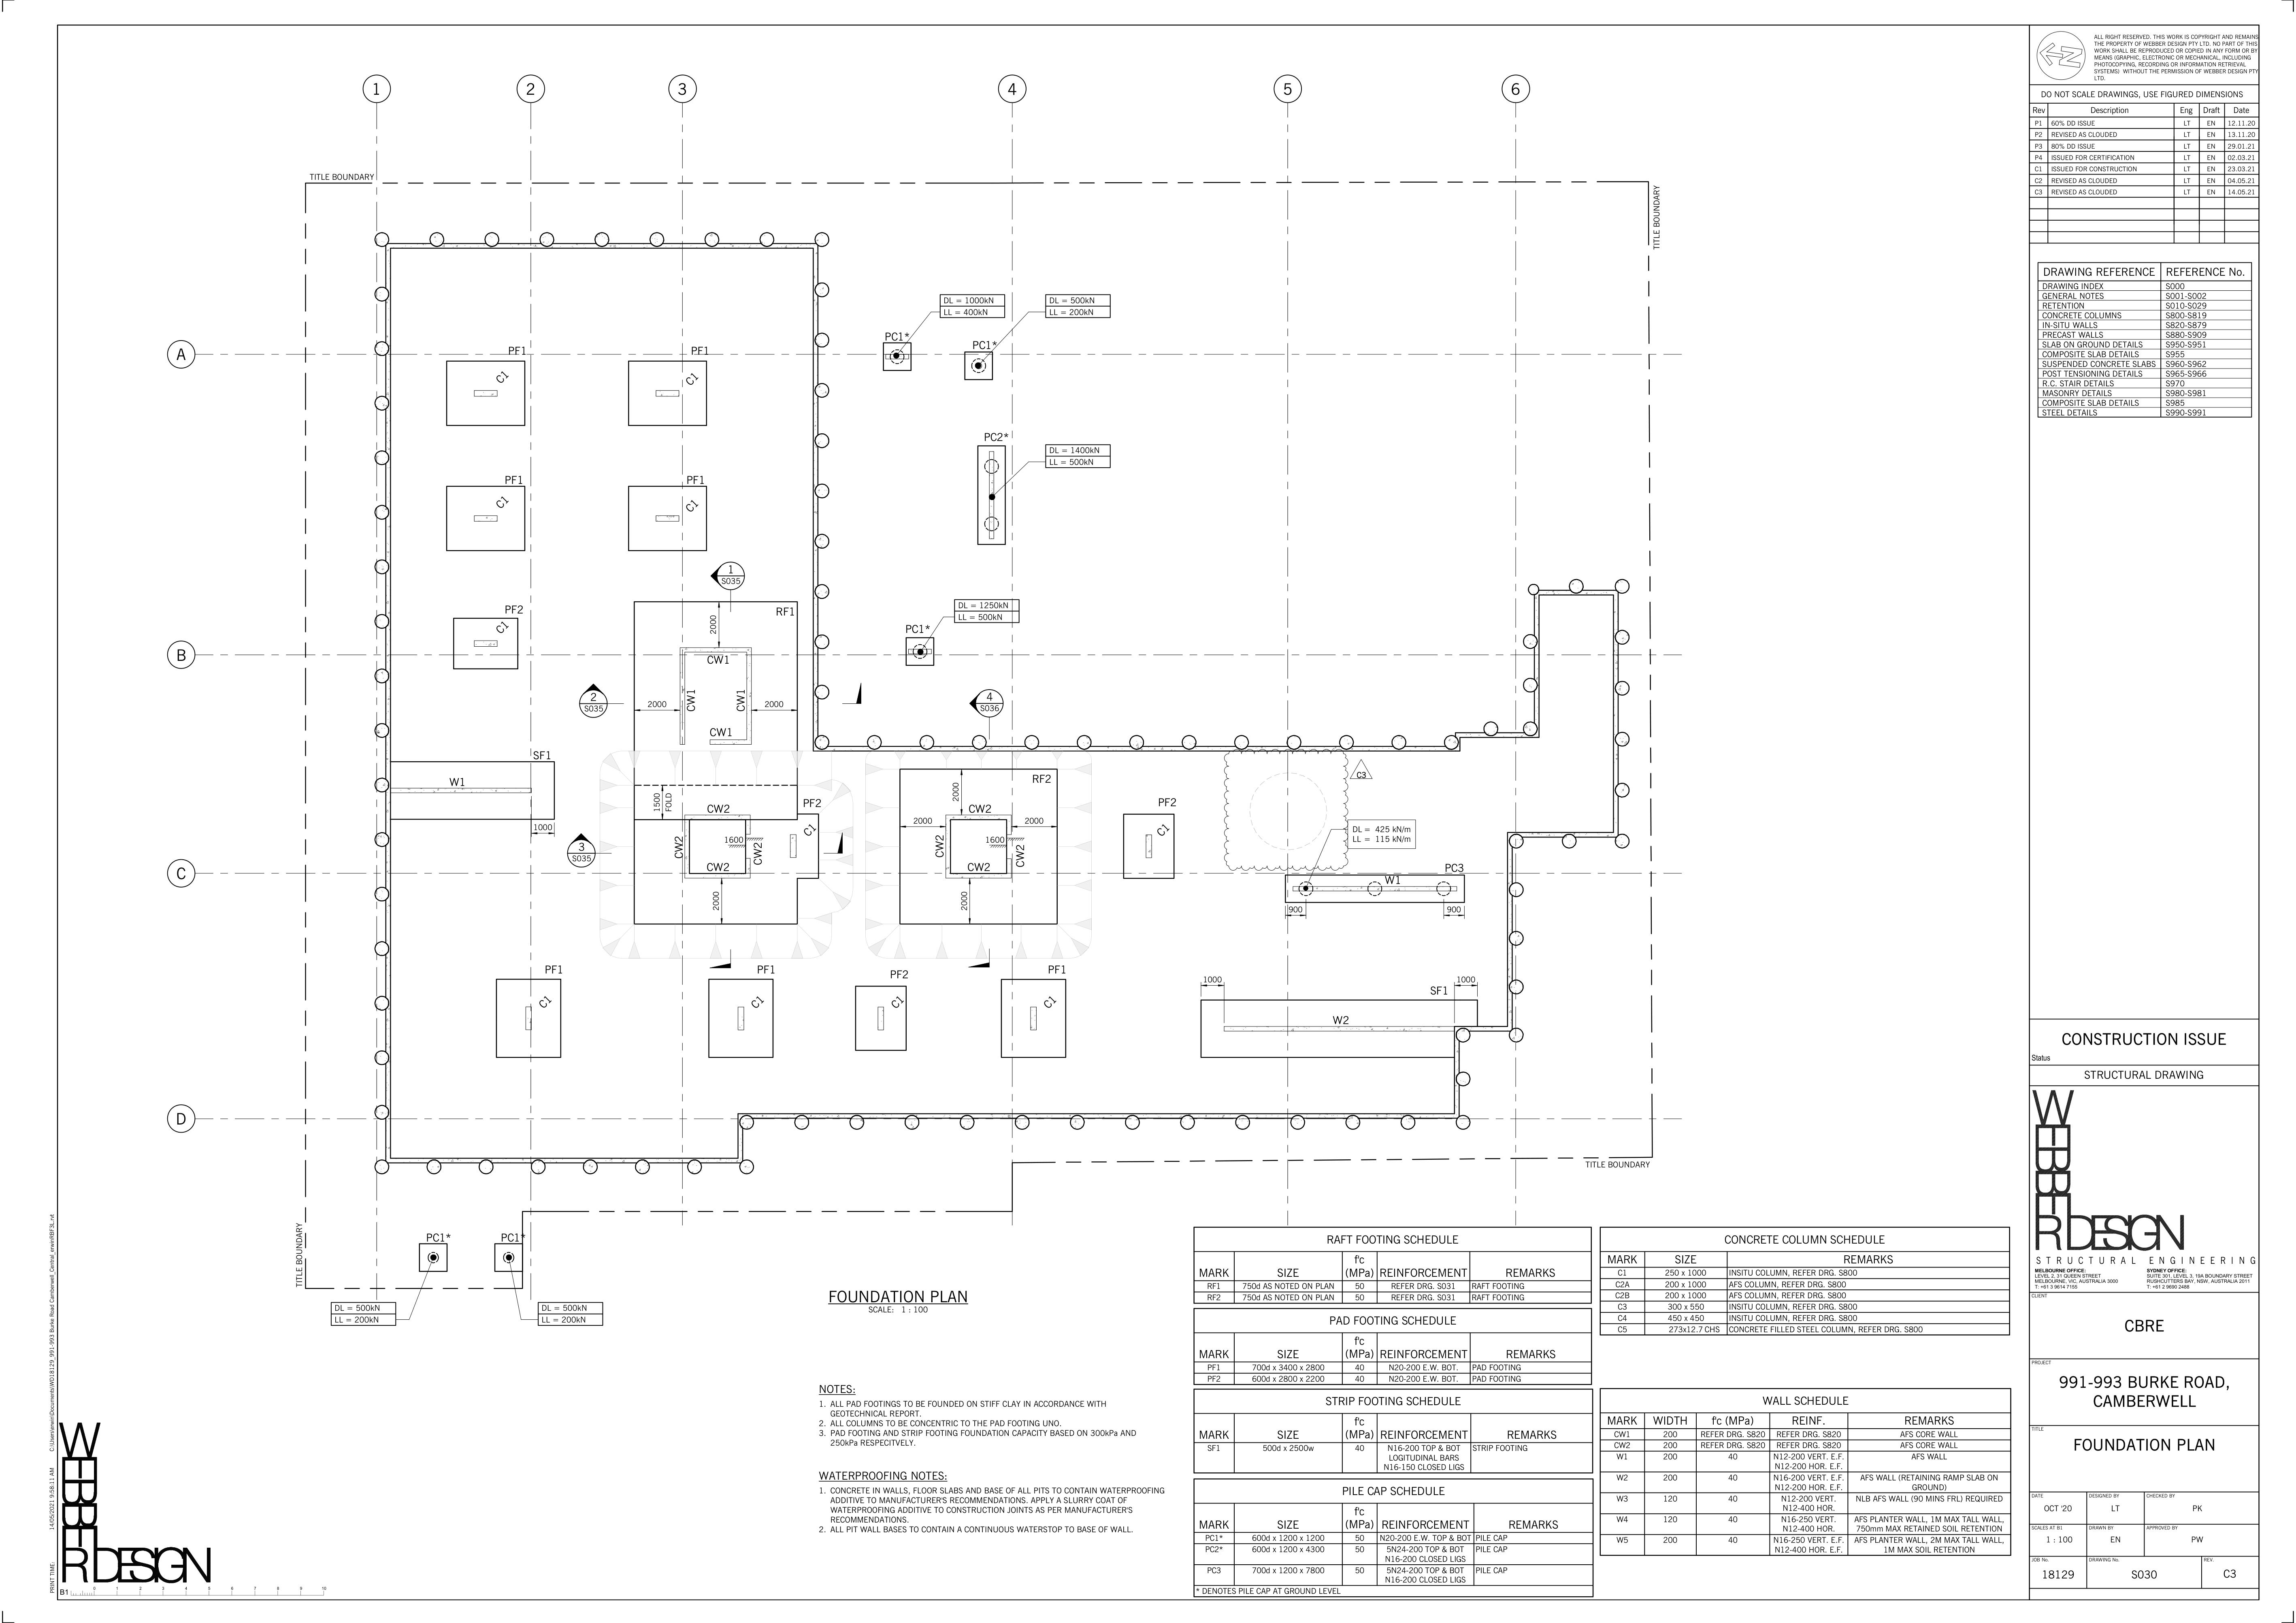 ALL RIGHT RESERVED. THIS WORK IS COPYRIGHT AND REMAINS
THE PROPERTY OF WEBBER DESIGN PTY LTD. NO PART OF THIS
WORK SHALL BE REPRODUCED OR COPIED IN ANY FORM OR BY
MEANS (GRAPHIC, ELECTRONIC OR MECHANICAL, INCLUDING
PHOTOCOPYING, RECORDING OR INFORMATION RETRIEVAL
SYSTEMS) WITHOUT THE PERMISSION OF WEBBER DESIGN PTY
LTD.
DO NOT SCALE DRAWINGS, USE FIGURED DIMENSIONS
Rev Description Eng Draft Date
P1 60% DD ISSUE LT EN 12.11.20
P2 REVISED AS CLOUDED LT EN 13.11.20
P3 80% DD ISSUE LT EN 29.01.21
P4 ISSUED FOR CERTIFICATION LT EN 02.03.21
C1 ISSUED FOR CONSTRUCTION LT EN 23.03.21
C2 REVISED AS CLOUDED LT EN 04.05.21
C3 REVISED AS CLOUDED LT EN 14.05.21
DRAWING REFERENCE REFERENCE No.
DRAWING INDEX S000
GENERAL NOTES S001-S002
RETENTION S010-S029
CONCRETE COLUMNS S800-S819
IN-SITU WALLS S820-S879
PRECAST WALLS S880-S909
SLAB ON GROUND DETAILS S950-S951
COMPOSITE SLAB DETAILS S955
SUSPENDED CONCRETE SLABS S960-S962
POST TENSIONING DETAILS S965-S966
R.C. STAIR DETAILS S970
MASONRY DETAILS S980-S981
COMPOSITE SLAB DETAILS S985
STEEL DETAILS S990-S991
1 2 3 4 5 6
TITLE BOUNDARY
TITLE BOUNDARY
DL = 1000kN
LL = 400kN
DL = 500kN
LL = 200kN
A
PC1*
PC1*
PF1 PF1
C1 C1
PC2*
DL = 1400kN
LL = 500kN
PF1 PF1
C1 C1
1
S035
PF2
C1
RF1
2000
DL = 1250kN
LL = 500kN
PC1*
B
CW1
CW1
CW1
2000 2000
CW1
2
S035
4
S036
SF1
W1
1000
1500
FOLD
CW2
PF2
C1
CW2
1600
CW2
CW2
2000
3
S035
RF2
2000
CW2
2000 2000
CW2
1600
CW2
CW2
2000
PF2
C1
C3
DL = 425 kN/m
LL = 115 kN/m
C
PC3
W1
900 900
PF1 PF1 PF2 PF1
C1 C1 C1 C1
1000 1000
SF1
W2
D
TITLE BOUNDARY
TITLE BOUNDARY
PC1* PC1*
DL = 500kN
LL = 200kN
DL = 500kN
LL = 200kN
FOUNDATION PLAN
SCALE: 1 : 100
NOTES:
1. ALL PAD FOOTINGS TO BE FOUNDED ON STIFF CLAY IN ACCORDANCE WITH
GEOTECHNICAL REPORT.
2. ALL COLUMNS TO BE CONCENTRIC TO THE PAD FOOTING UNO.
3. PAD FOOTING AND STRIP FOOTING FOUNDATION CAPACITY BASED ON 300kPa AND
250kPa RESPECITVELY.
WATERPROOFING NOTES:
1. CONCRETE IN WALLS, FLOOR SLABS AND BASE OF ALL PITS TO CONTAIN WATERPROOFING
ADDITIVE TO MANUFACTURER'S RECOMMENDATIONS. APPLY A SLURRY COAT OF
WATERPROOFING ADDITIVE TO CONSTRUCTION JOINTS AS PER MANUFACTURER'S
RECOMMENDATIONS.
2. ALL PIT WALL BASES TO CONTAIN A CONTINUOUS WATERSTOP TO BASE OF WALL.
RAFT FOOTING SCHEDULE
MARK SIZE f'c (MPa) REINFORCEMENT REMARKS
RF1 750d AS NOTED ON PLAN 50 REFER DRG. S031 RAFT FOOTING
RF2 750d AS NOTED ON PLAN 50 REFER DRG. S031 RAFT FOOTING
PAD FOOTING SCHEDULE
MARK SIZE f'c (MPa) REINFORCEMENT REMARKS
PF1 700d x 3400 x 2800 40 N20-200 E.W. BOT. PAD FOOTING
PF2 600d x 2800 x 2200 40 N20-200 E.W. BOT. PAD FOOTING
STRIP FOOTING SCHEDULE
MARK SIZE f'c (MPa) REINFORCEMENT REMARKS
SF1 500d x 2500w 40 N16-200 TOP & BOT STRIP FOOTING
LOGITUDINAL BARS
N16-150 CLOSED LIGS
PILE CAP SCHEDULE
MARK SIZE f'c (MPa) REINFORCEMENT REMARKS
PC1* 600d x 1200 x 1200 50 N20-200 E.W. TOP & BOT PILE CAP
PC2* 600d x 1200 x 4300 50 5N24-200 TOP & BOT PILE CAP
N16-200 CLOSED LIGS
PC3 700d x 1200 x 7800 50 5N24-200 TOP & BOT PILE CAP
N16-200 CLOSED LIGS
* DENOTES PILE CAP AT GROUND LEVEL
CONCRETE COLUMN SCHEDULE
MARK SIZE REMARKS
C1 250 x 1000 INSITU COLUMN, REFER DRG. S800
C2A 200 x 1000 AFS COLUMN, REFER DRG. S800
C2B 200 x 1000 AFS COLUMN, REFER DRG. S800
C3 300 x 550 INSITU COLUMN, REFER DRG. S800
C4 450 x 450 INSITU COLUMN, REFER DRG. S800
C5 273x12.7 CHS CONCRETE FILLED STEEL COLUMN, REFER DRG. S800
WALL SCHEDULE
MARK WIDTH f'c (MPa) REINF. REMARKS
CW1 200 REFER DRG. S820 REFER DRG. S820 AFS CORE WALL
CW2 200 REFER DRG. S820 REFER DRG. S820 AFS CORE WALL
W1 200 40 N12-200 VERT. E.F. AFS WALL
N12-200 HOR. E.F.
W2 200 40 N16-200 VERT. E.F. AFS WALL (RETAINING RAMP SLAB ON
N12-200 HOR. E.F. GROUND)
W3 120 40 N12-200 VERT. NLB AFS WALL (90 MINS FRL) REQUIRED
N12-400 HOR.
W4 120 40 N16-250 VERT. AFS PLANTER WALL, 1M MAX TALL WALL,
N12-400 HOR. 750mm MAX RETAINED SOIL RETENTION
W5 200 40 N16-250 VERT. E.F. AFS PLANTER WALL, 2M MAX TALL WALL,
N12-400 HOR. E.F. 1M MAX SOIL RETENTION
CONSTRUCTION ISSUE
Status
STRUCTURAL DRAWING
WEBBER DESIGN
STRUCTURAL ENGINEERING
MELBOURNE OFFICE:
LEVEL 2, 31 QUEEN STREET
MELBOURNE, VIC, AUSTRALIA 3000
T: +61 3 9614 7155
SYDNEY OFFICE:
SUITE 301, LEVEL 3, 19A BOUNDARY STREET
RUSHCUTTERS BAY, NSW, AUSTRALIA 2011
T: +61 2 9690 2488
CLIENT
CBRE
PROJECT
991-993 BURKE ROAD,
CAMBERWELL
TITLE
FOUNDATION PLAN
DATE DESIGNED BY CHECKED BY
OCT '20 LT PK
SCALES AT B1 DRAWN BY APPROVED BY
1 : 100 EN PW
JOB No. DRAWING No. REV.
18129 S030 C3
WEBBER DESIGN
B1 0 1 2 3 4 5 6 7 8 9 10
PRINT TIME: 14/05/2021 9:58:11 AM